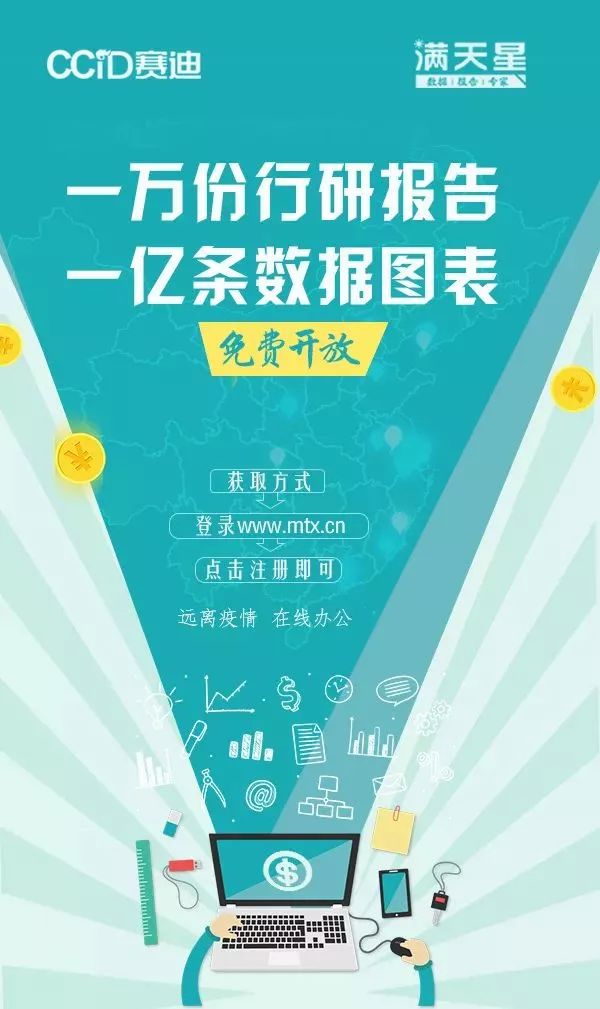 CCID赛迪
满天星
数据|报告|专家
一万份行研报告
一亿条数据图表
免费开放
获取方式
登录www.mtx.cn
点击注册即可
远离疫情 在线办公